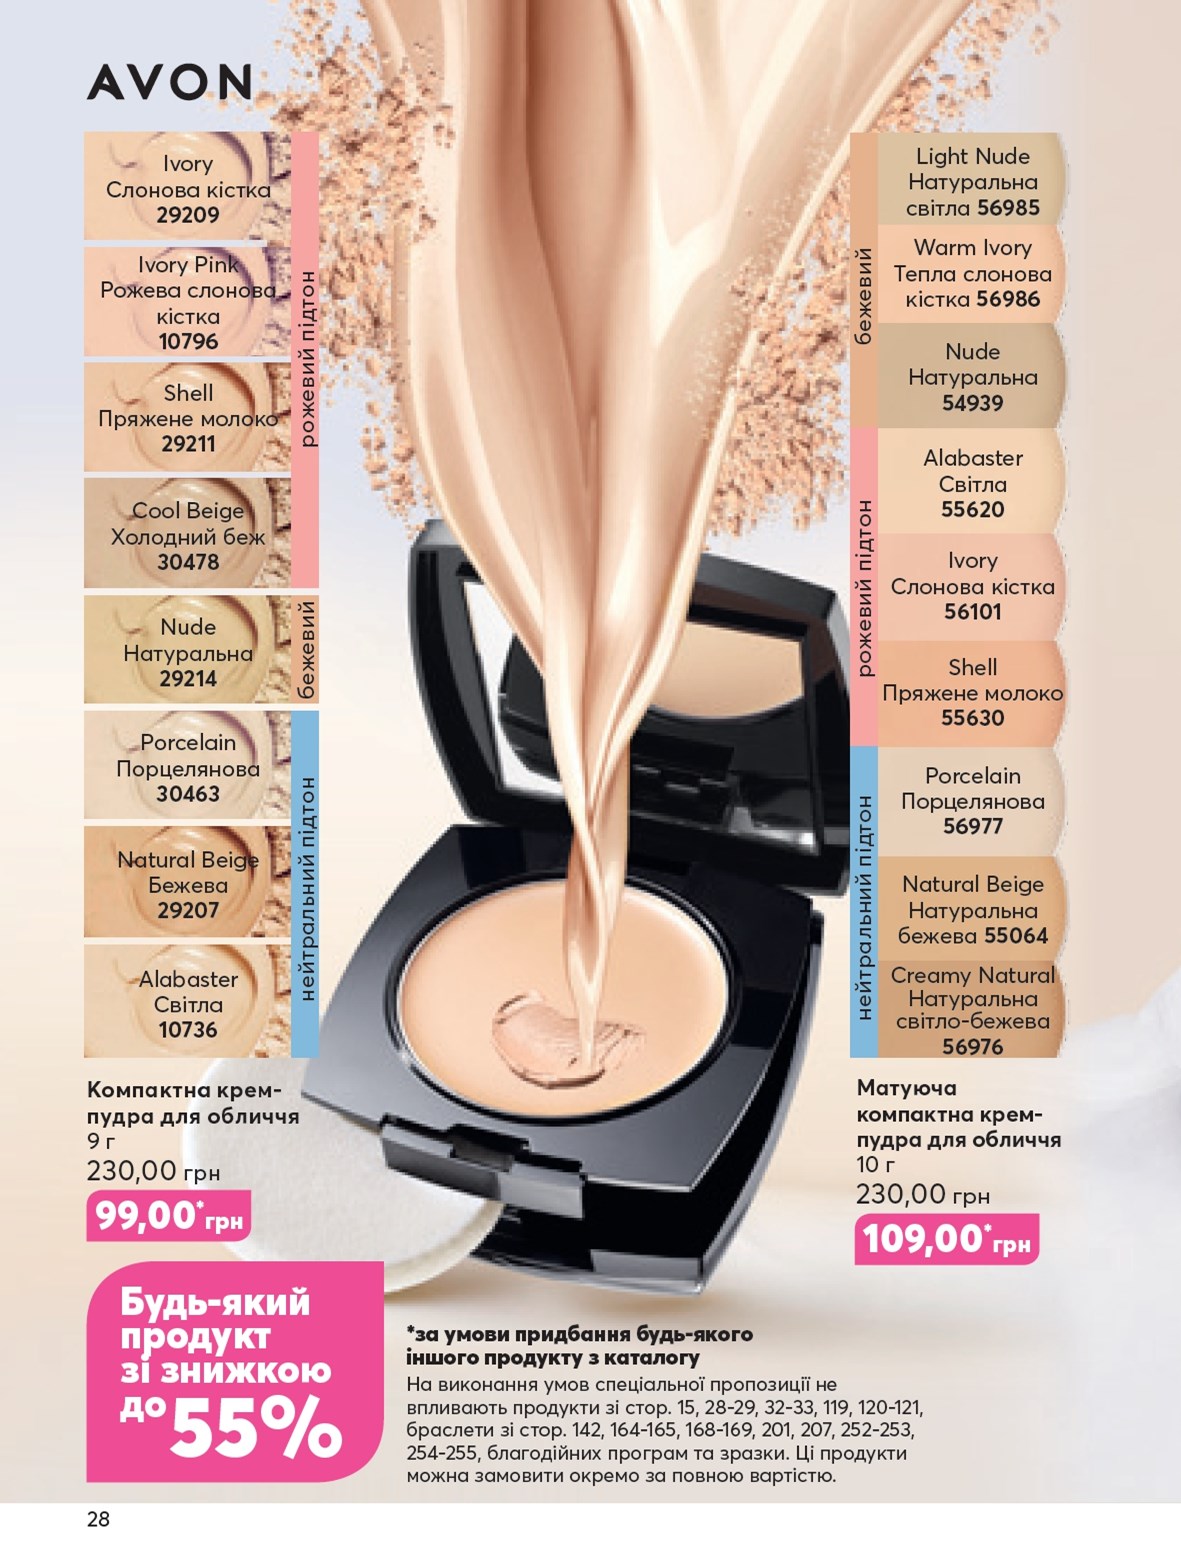 AVON
Ivory
Слонова кістка
29209
Ivory Pink
Рожева слонова
кістка
10796
Shell
Пряжене молоко
29211
Cool Beige
Холодний беж
30478
рожевий підтон
Nude
Натуральна
29214
бежевий
Porcelain
Порцелянова
30463
Natural Beige
Бежева
29207
Alabaster
Світла
10736
нейтральний підтон
Компактна крем-
пудра для обличчя
9 г
230,00 грн
99,00* грн
Light Nude
Натуральна
світла 56985
Warm Ivory
Тепла слонова
кістка 56986
Nude
Натуральна
54939
бежевий
Alabaster
Світла
55620
Ivory
Слонова кістка
56101
Shell
Пряжене молоко
55630
рожевий підтон
Porcelain
Порцелянова
56977
Natural Beige
Натуральна
бежева 55064
Creamy Natural
Натуральна
світло-бежева
56976
нейтральний підтон
Матуюча
компактна крем-
пудра для обличчя
10 г
230,00 грн
109,00* грн
Будь-який
продукт
зі знижкою
до 55%
*за умови придбання будь-якого
іншого продукту з каталогу
На виконання умов спеціальної пропозиції не
впливають продукти зі стор. 15, 28-29, 32-33, 119, 120-121,
браслети зі стор. 142, 164-165, 168-169, 201, 207, 252-253,
254-255, благодійних програм та зразки. Ці продукти
можна замовити окремо за повною вартістю.
28